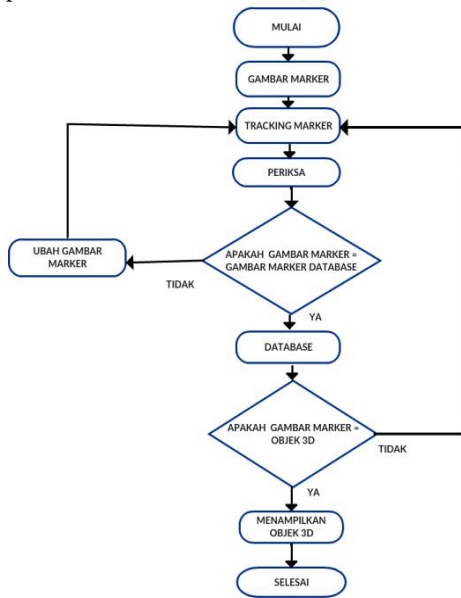 MULAI
GAMBAR MARKER
TRACKING MARKER
PERIKSA
APAKAH GAMBAR MARKER =
GAMBAR MARKER DATABASE
UBAH GAMBAR
MARKER
TIDAK
YA
DATABASE
APAKAH GAMBAR MARKER =
OBJEK 3D
TIDAK
YA
MENAMPILKAN
OBJEK 3D
SELESAI